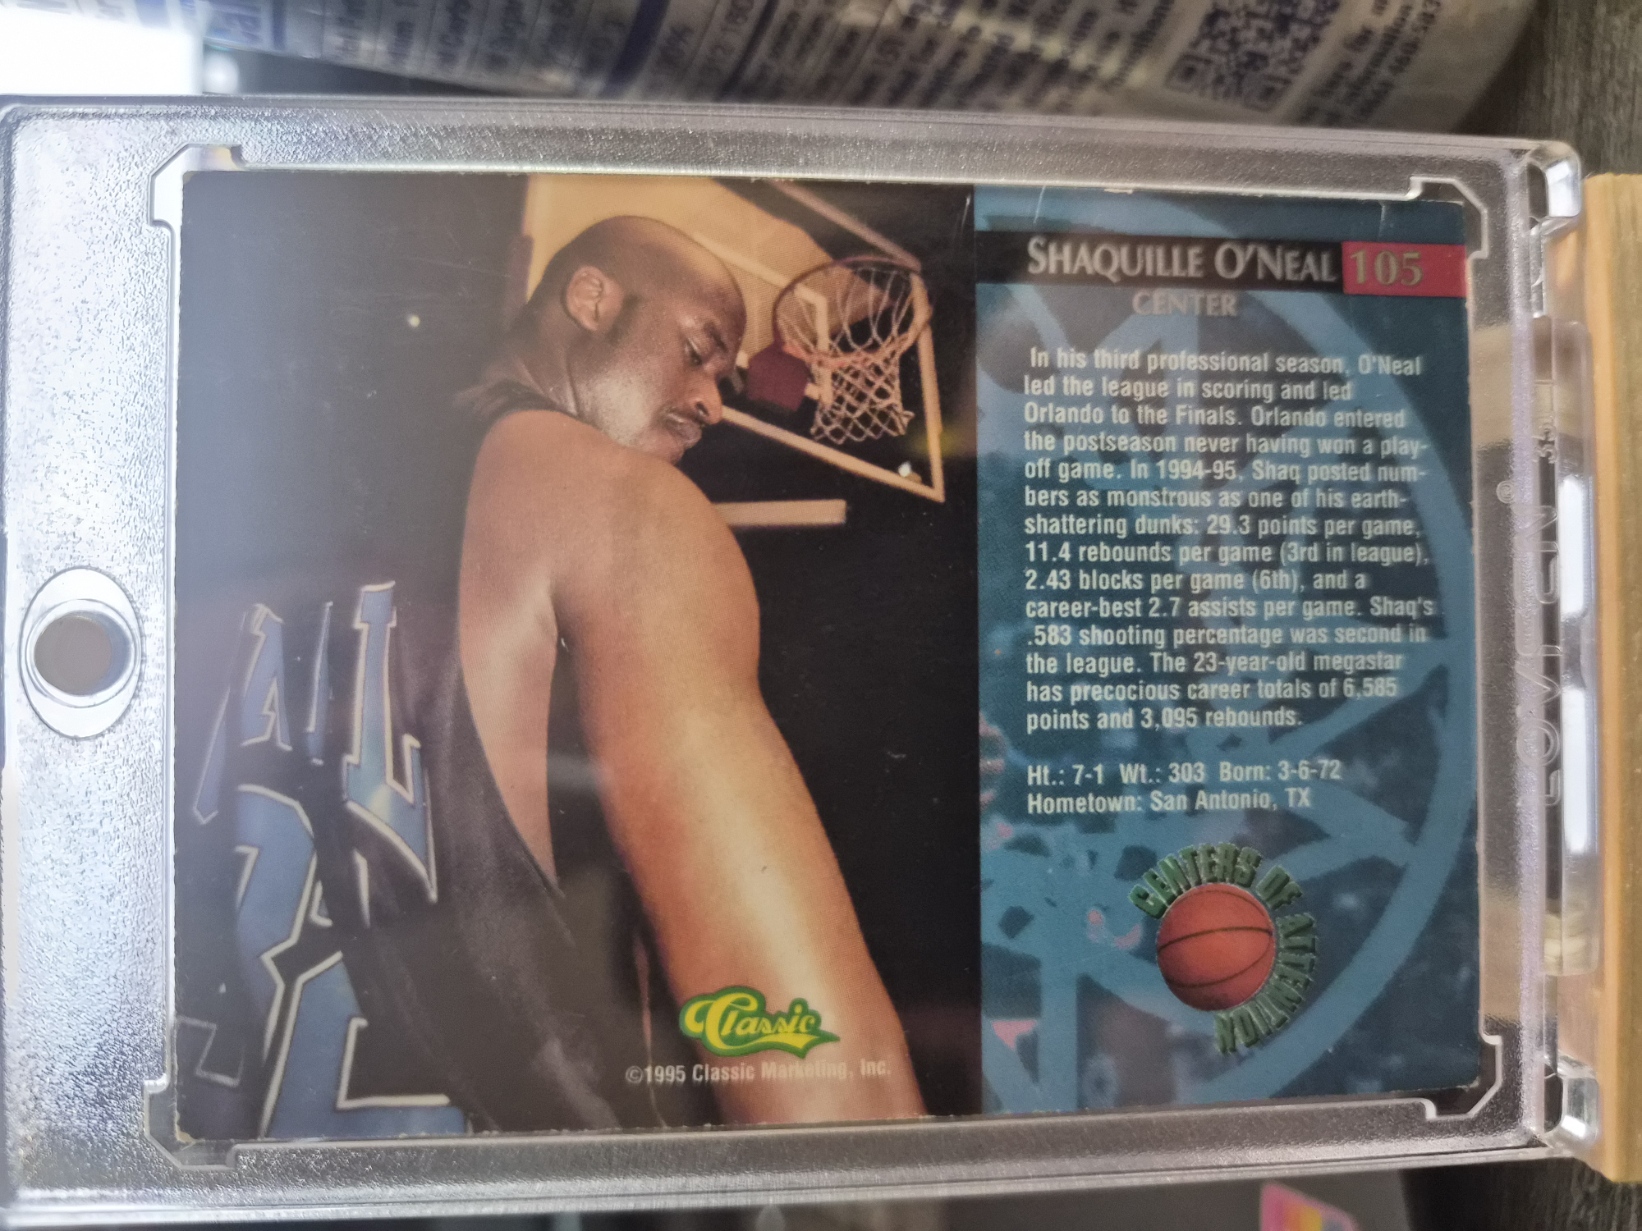 SHAQUILLE O'NEAL 105
CENTER
In his third professional season, O'Neal
led the league in scoring and led
Orlando to the Finals. Orlando entered
the postseason never having won a play-
off game. In 1994-95, Shaq posted num-
bers as monstrous as one of his earth-
shattering dunks: 29.3 points per game,
11.4 rebounds per game (3rd in league),
2.43 blocks per game (6th), and a
career-best 2.7 assists per game. Shaq's
.583 shooting percentage was second in
the league. The 23-year-old megastar
has precocious career totals of 6,585
points and 3,095 rebounds.
Ht.: 7-1 Wt.: 303 Born: 3-6-72
Hometown: San Antonio, TX
CENTERS OF ATTENTION
Classic
©1995 Classic Marketing, Inc.